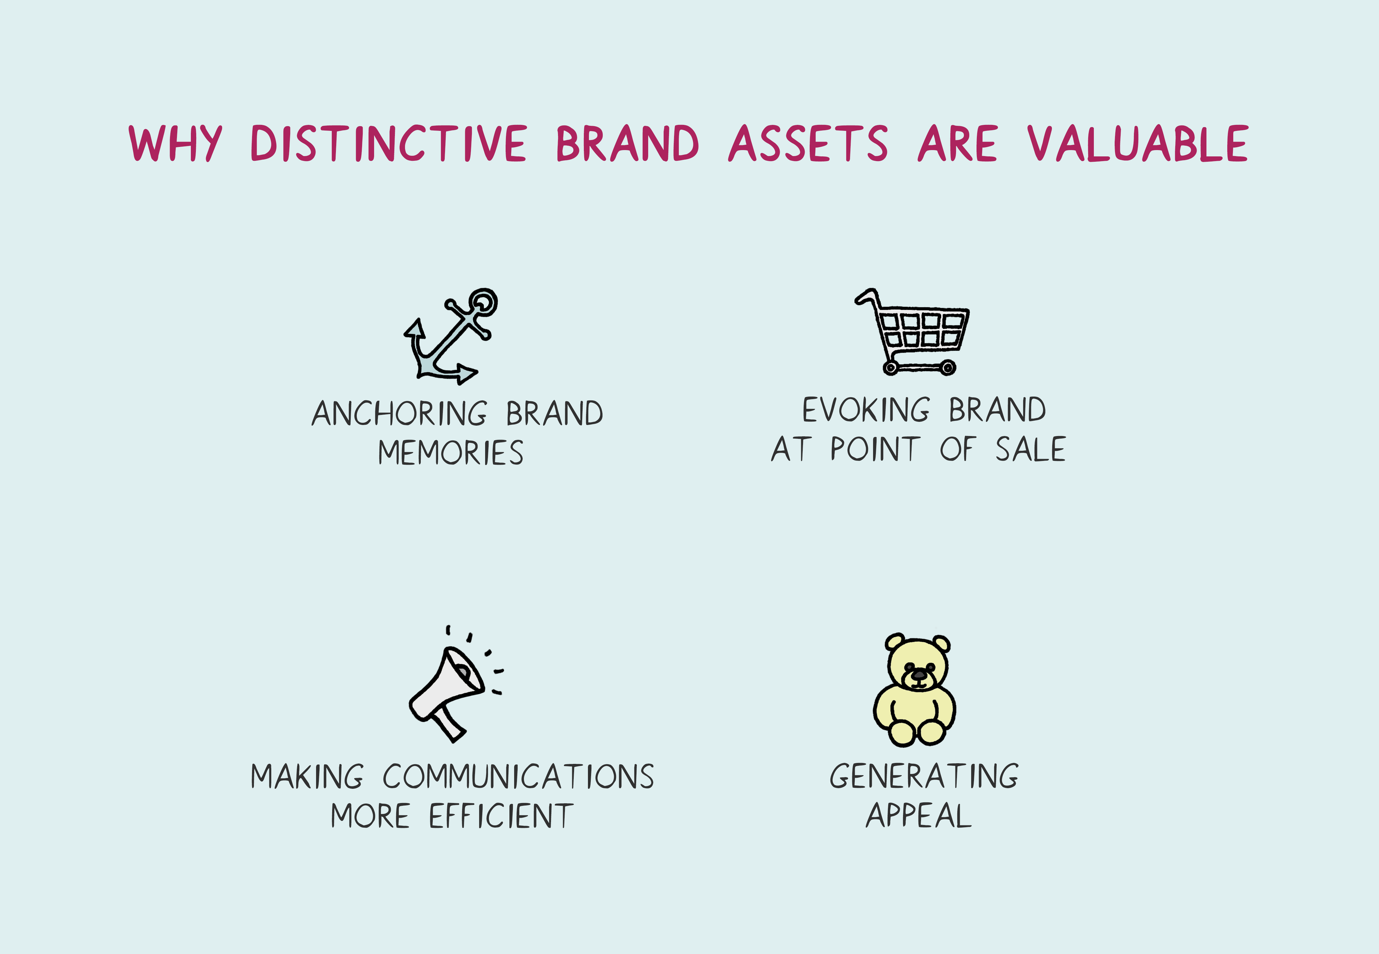 WHY DISTINCTIVE BRAND ASSETS ARE VALUABLE
ANCHORING BRAND
MEMORIES
EVOKING BRAND
AT POINT OF SALE
MAKING COMMUNICATIONS
MORE EFFICIENT
GENERATING
APPEAL